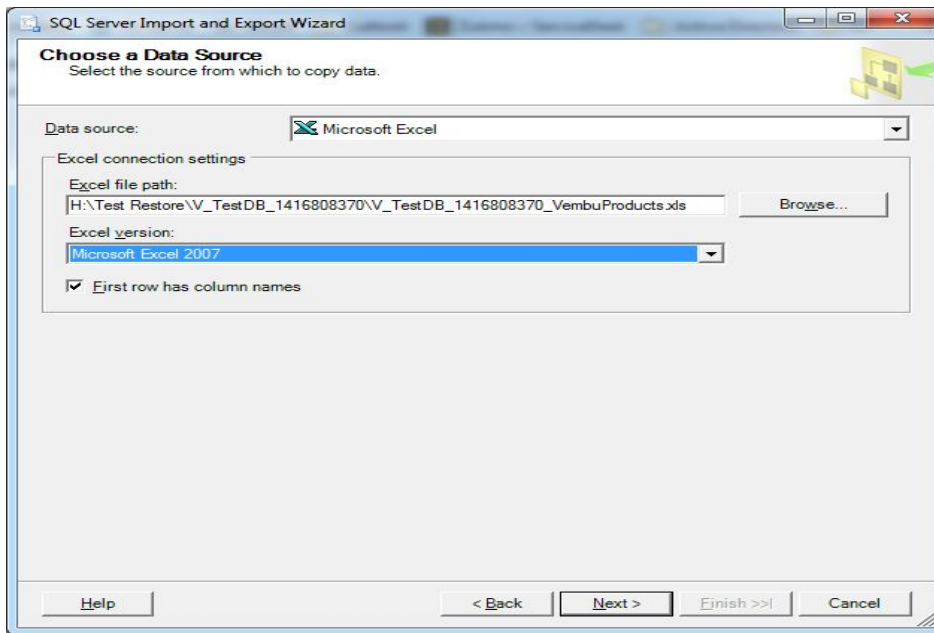 SQL Server Import and Export Wizard
Choose a Data Source
Select the source from which to copy data.
Data source:
Microsoft Excel
Excel connection settings
Excel file path:
H:\Test Restore\V_TestDB_1416808370\V_TestDB_1416808370_VembuProducts.xls
Browse...
Excel version:
Microsoft Excel 2007
First row has column names
Help
< Back
Next >
Finish >>|
Cancel